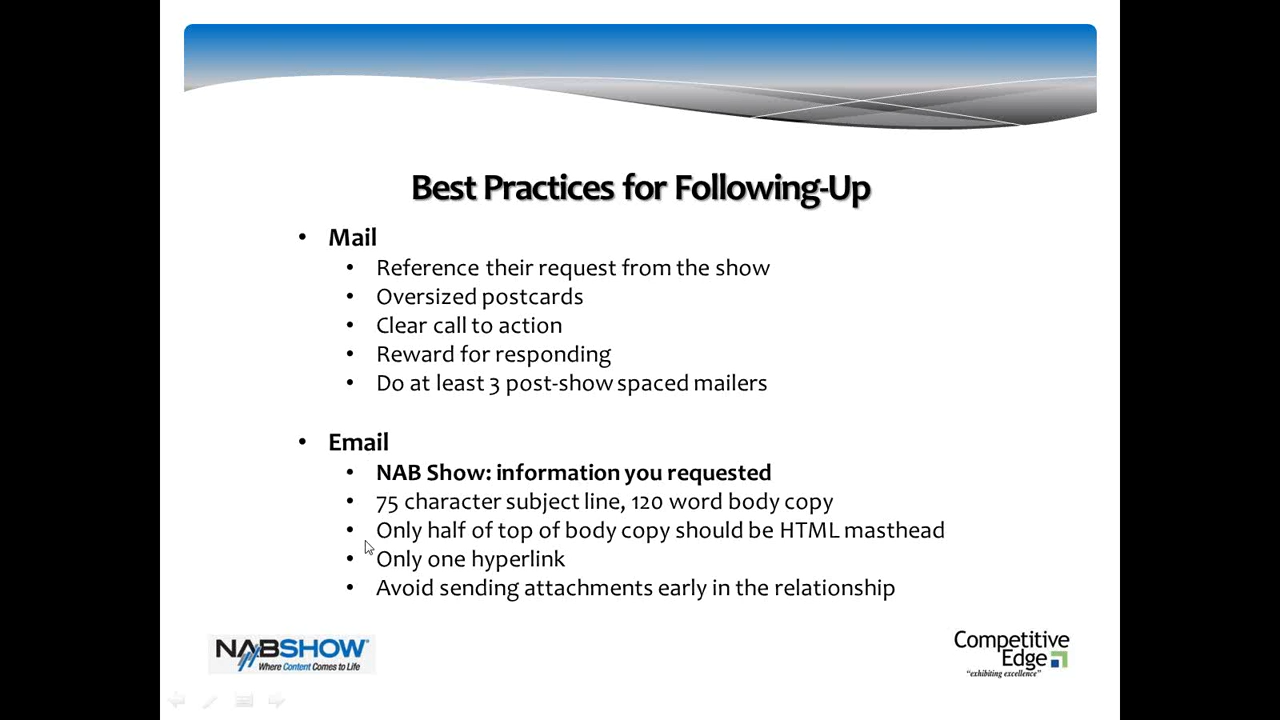 Best Practices for Following-Up
• Mail
• Reference their request from the show
• Oversized postcards
• Clear call to action
• Reward for responding
• Do at least 3 post-show spaced mailers
• Email
• NAB Show: information you requested
• 75 character subject line, 120 word body copy
• Only half of top of body copy should be HTML masthead
• Only one hyperlink
• Avoid sending attachments early in the relationship
NABSHOW
Where Content Comes to Life
Competitive
Edge
"exhibiting excellence"